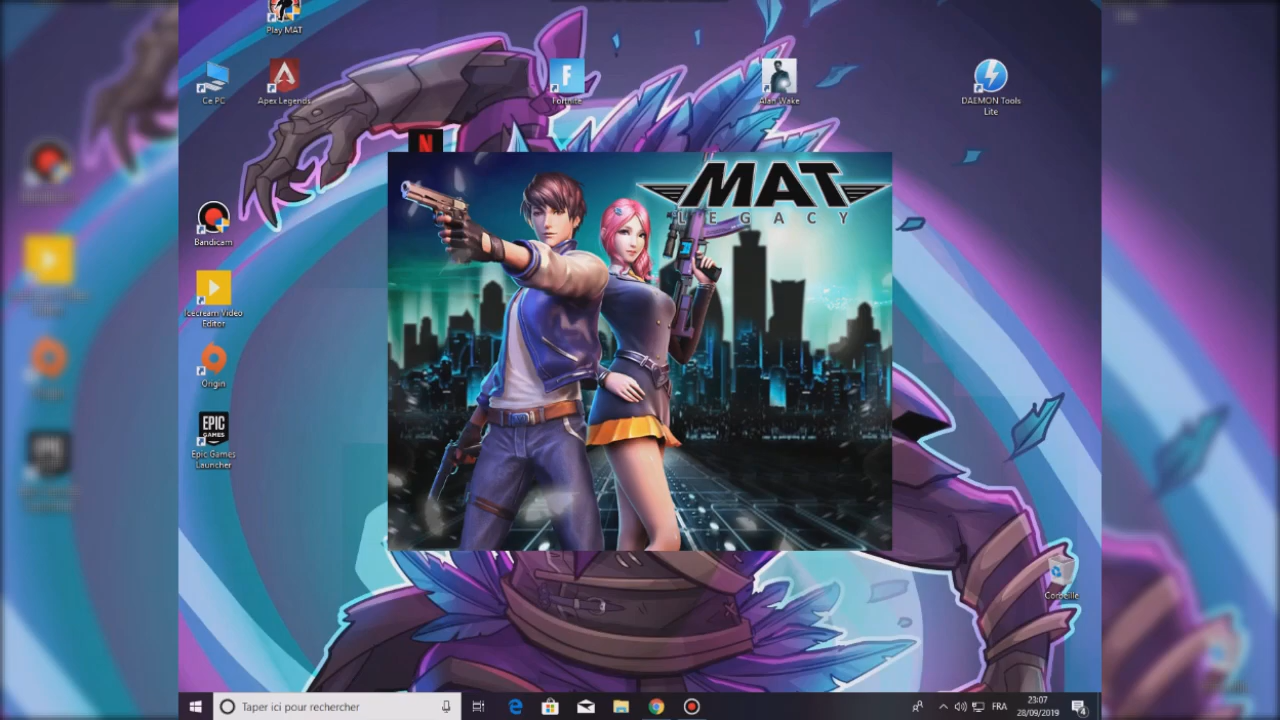 Play MAT
Ce PC
Apex Legends
F
Fortnite
Alan Wake
DAEMON Tools
Lite
N
MAT
LEGACY
Bandicam
Icecream Video
Editor
Origin
EPIC
GAMES
Epic Games
Launcher
Corbeille
Taper ici pour rechercher
FRA
23:07
28/09/2019
4